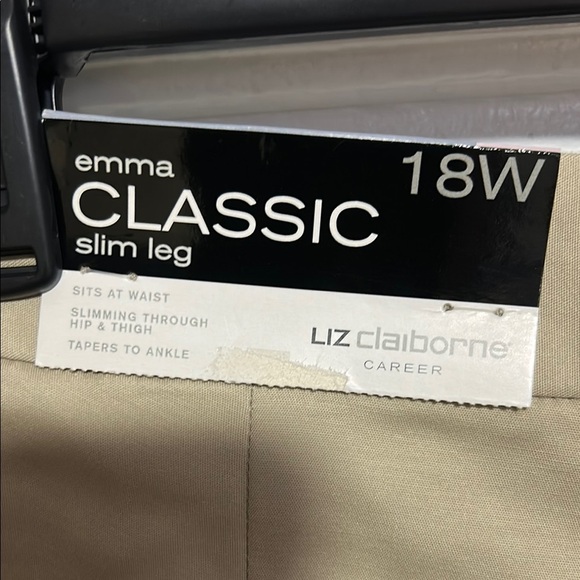 emma
CLASSIC
slim leg
18W
SITS AT WAIST
SLIMMING THROUGH
HIP & THIGH
TAPERS TO ANKLE
LIZ claiborne
CAREER